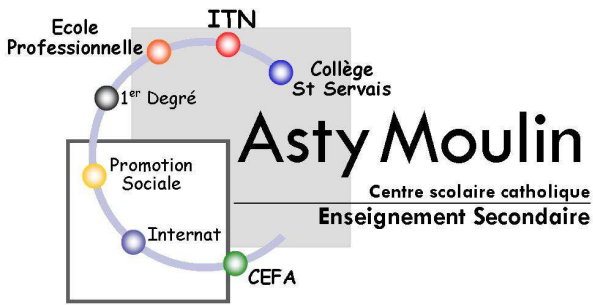 Ecole
Professionnelle
ITN
Collège
St Servais
1er Degré
Asty Moulin
Promotion
Sociale
Centre scolaire catholique
Enseignement Secondaire
Internat
CEFA